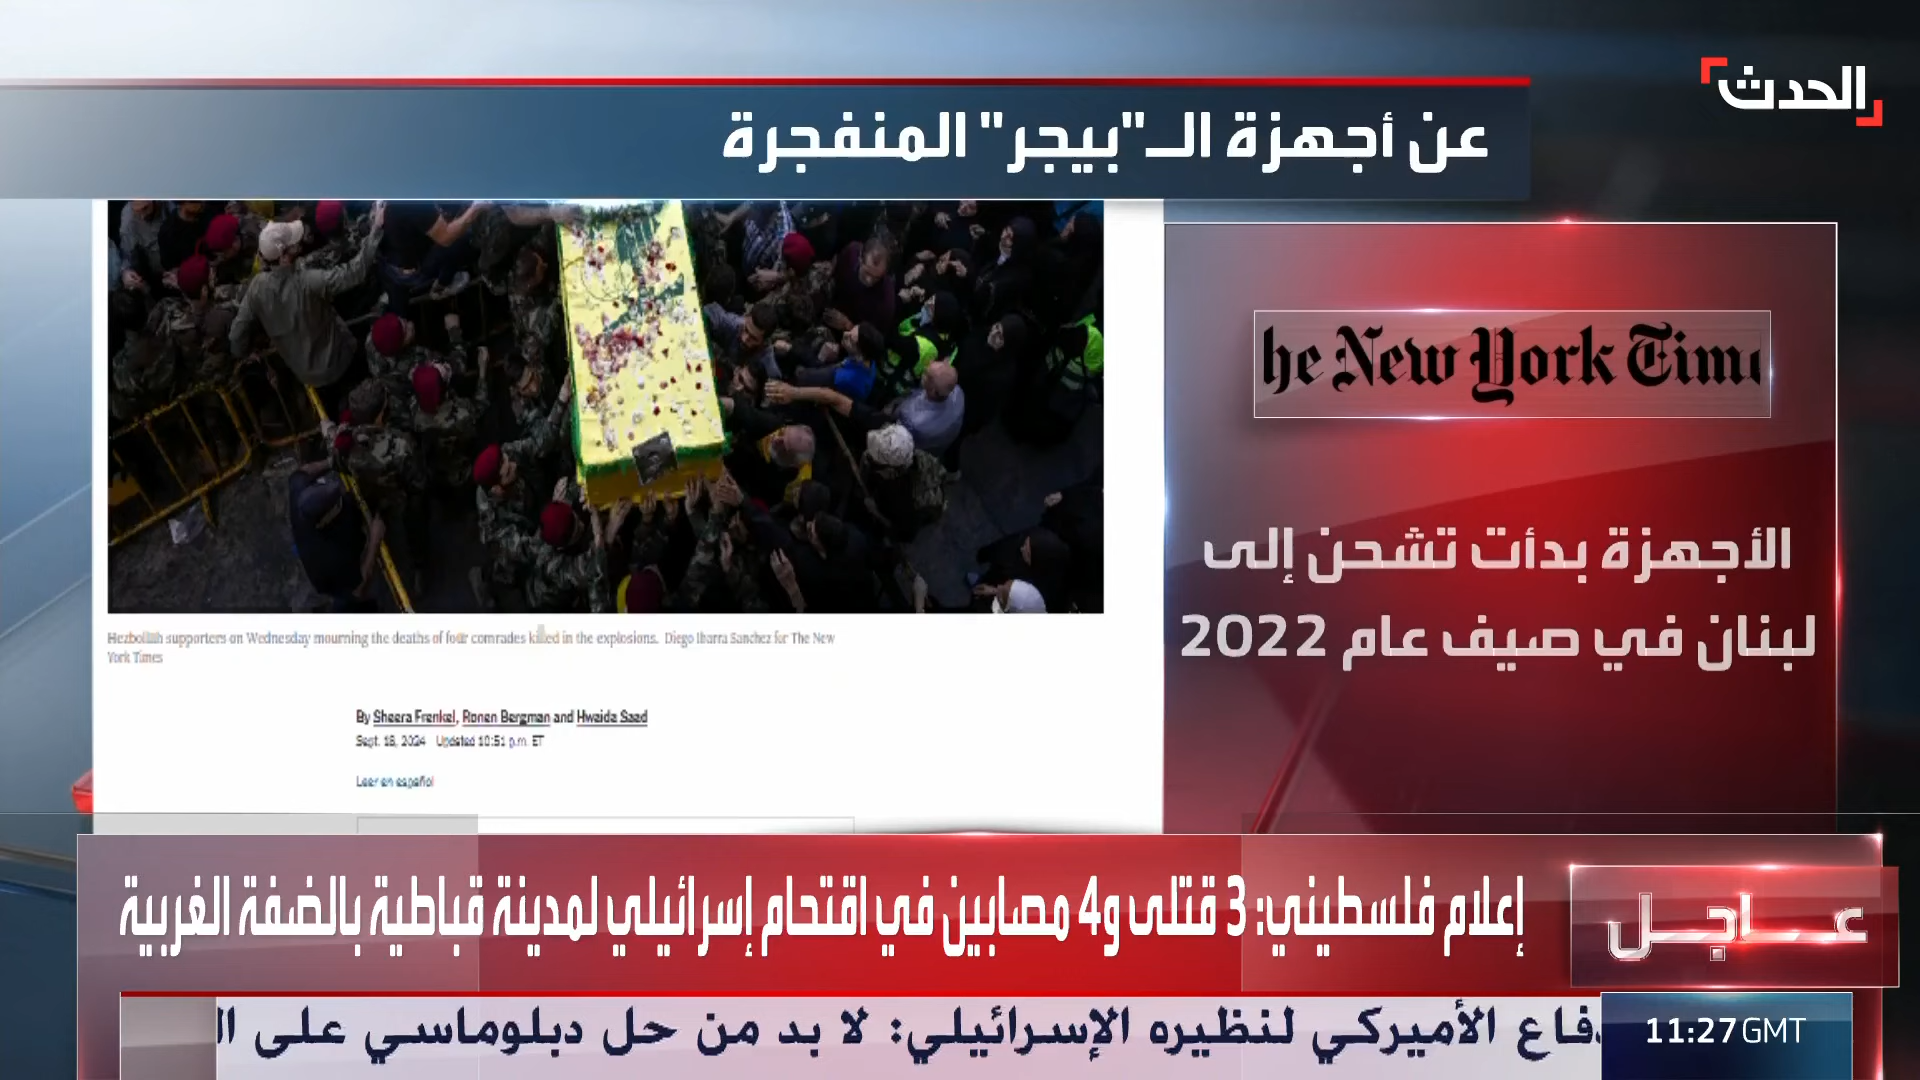 الحدث
عن أجهزة الـ"بيجر" المنفجرة
he New York Tim
الأجهزة بدأت تشحن إلى
لبنان في صيف عام 2022
Hezbollah supporters on Wednesday mourning the deaths of four comrades killed in the explosions. Diego Ibarra Sanchez for The New
York Times
By Sheera Frenkel, Ronen Bergman and Hwaida Saad
Sept. 18, 2024 Updated 10:51 p.m. ET
Leer en español
عـاجـل
إعلام فلسطيني: 3 قتلى و4 مصابين في اقتحام إسرائيلي لمدينة قباطية بالضفة الغربية
دفاع الأميركي لنظيره الإسرائيلي: لا بد من حل دبلوماسي على ال
11:27 GMT